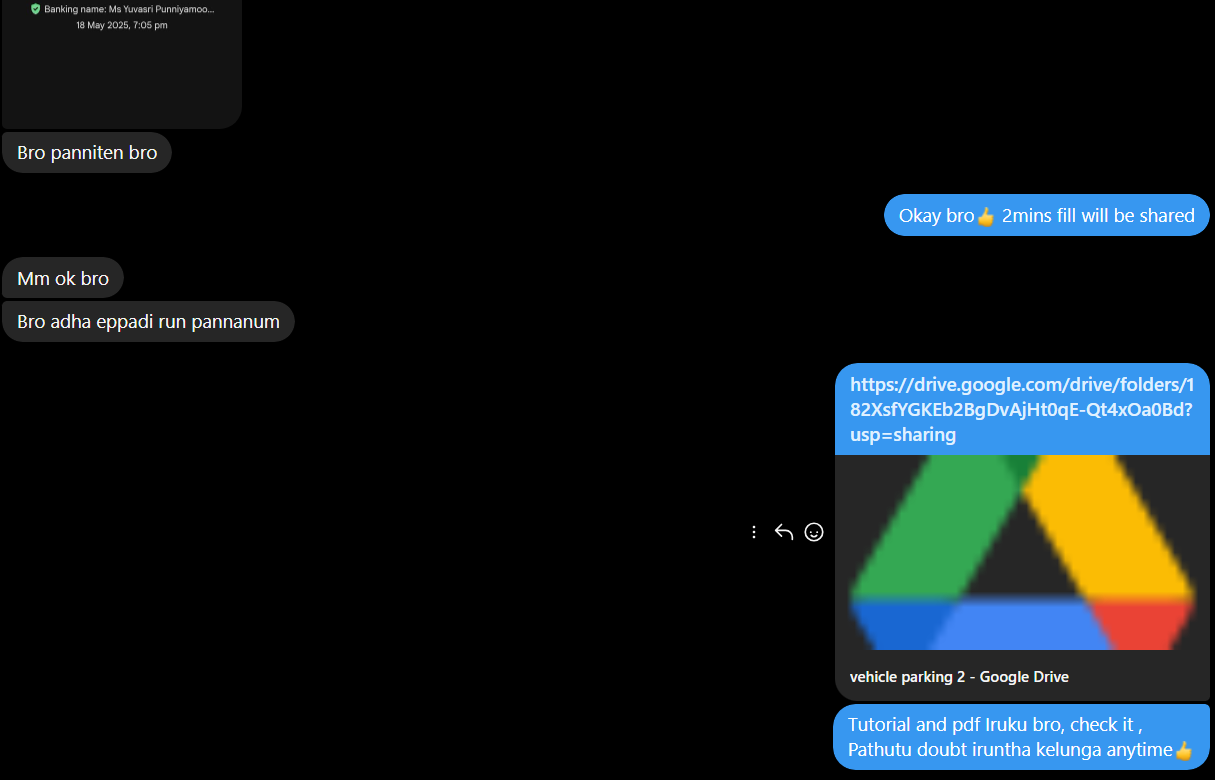 Banking name: Ms Yuvasri Punniyamoo...
18 May 2025, 7:05 pm
Bro panniten bro
Okay bro👍 2mins fill will be shared
Mm ok bro
Bro adha eppadi run pannanum
https://drive.google.com/drive/folders/1
82XsfYGKEb2BgDvAjHt0qE-Qt4xOa0Bd?
usp=sharing
vehicle parking 2 - Google Drive
Tutorial and pdf Iruku bro, check it ,
Pathutu doubt iruntha kelunga anytime👍